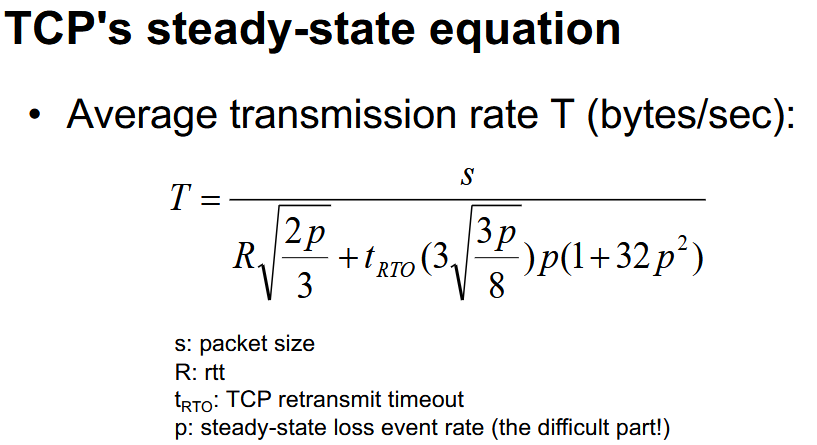 TCP's steady-state equation
• Average transmission rate T (bytes/sec):
T = s / (R√(2p/3) + t_RTO (3√(3p/8)) p(1+32p²))
s: packet size
R: rtt
t_RTO: TCP retransmit timeout
p: steady-state loss event rate (the difficult part!)